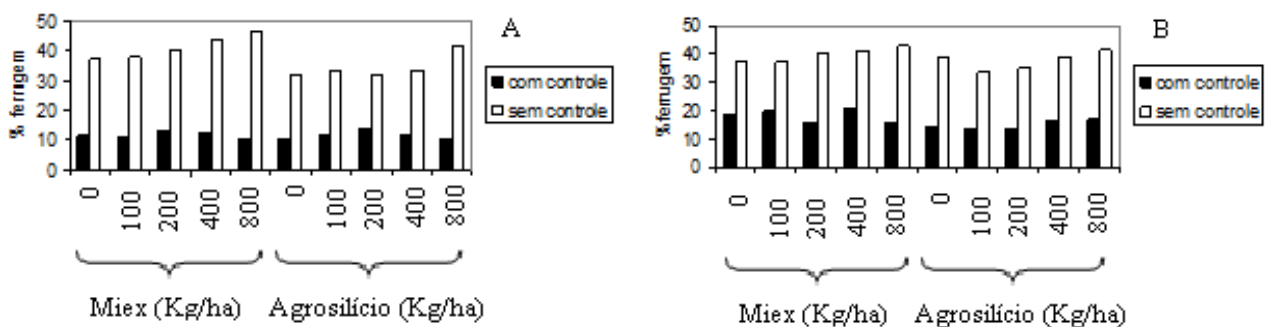 A
% ferrugem
50
40
30
20
10
0
0 100 200 400 800 0 100 200 400 800
Miex (Kg/ha) Agrosilício (Kg/ha)
com controle
sem controle
B
%ferrugem
50
40
30
20
10
0
0 100 200 400 800 0 100 200 400 800
Miex (Kg/ha) Agrosilício (Kg/ha)
com controle
sem controle